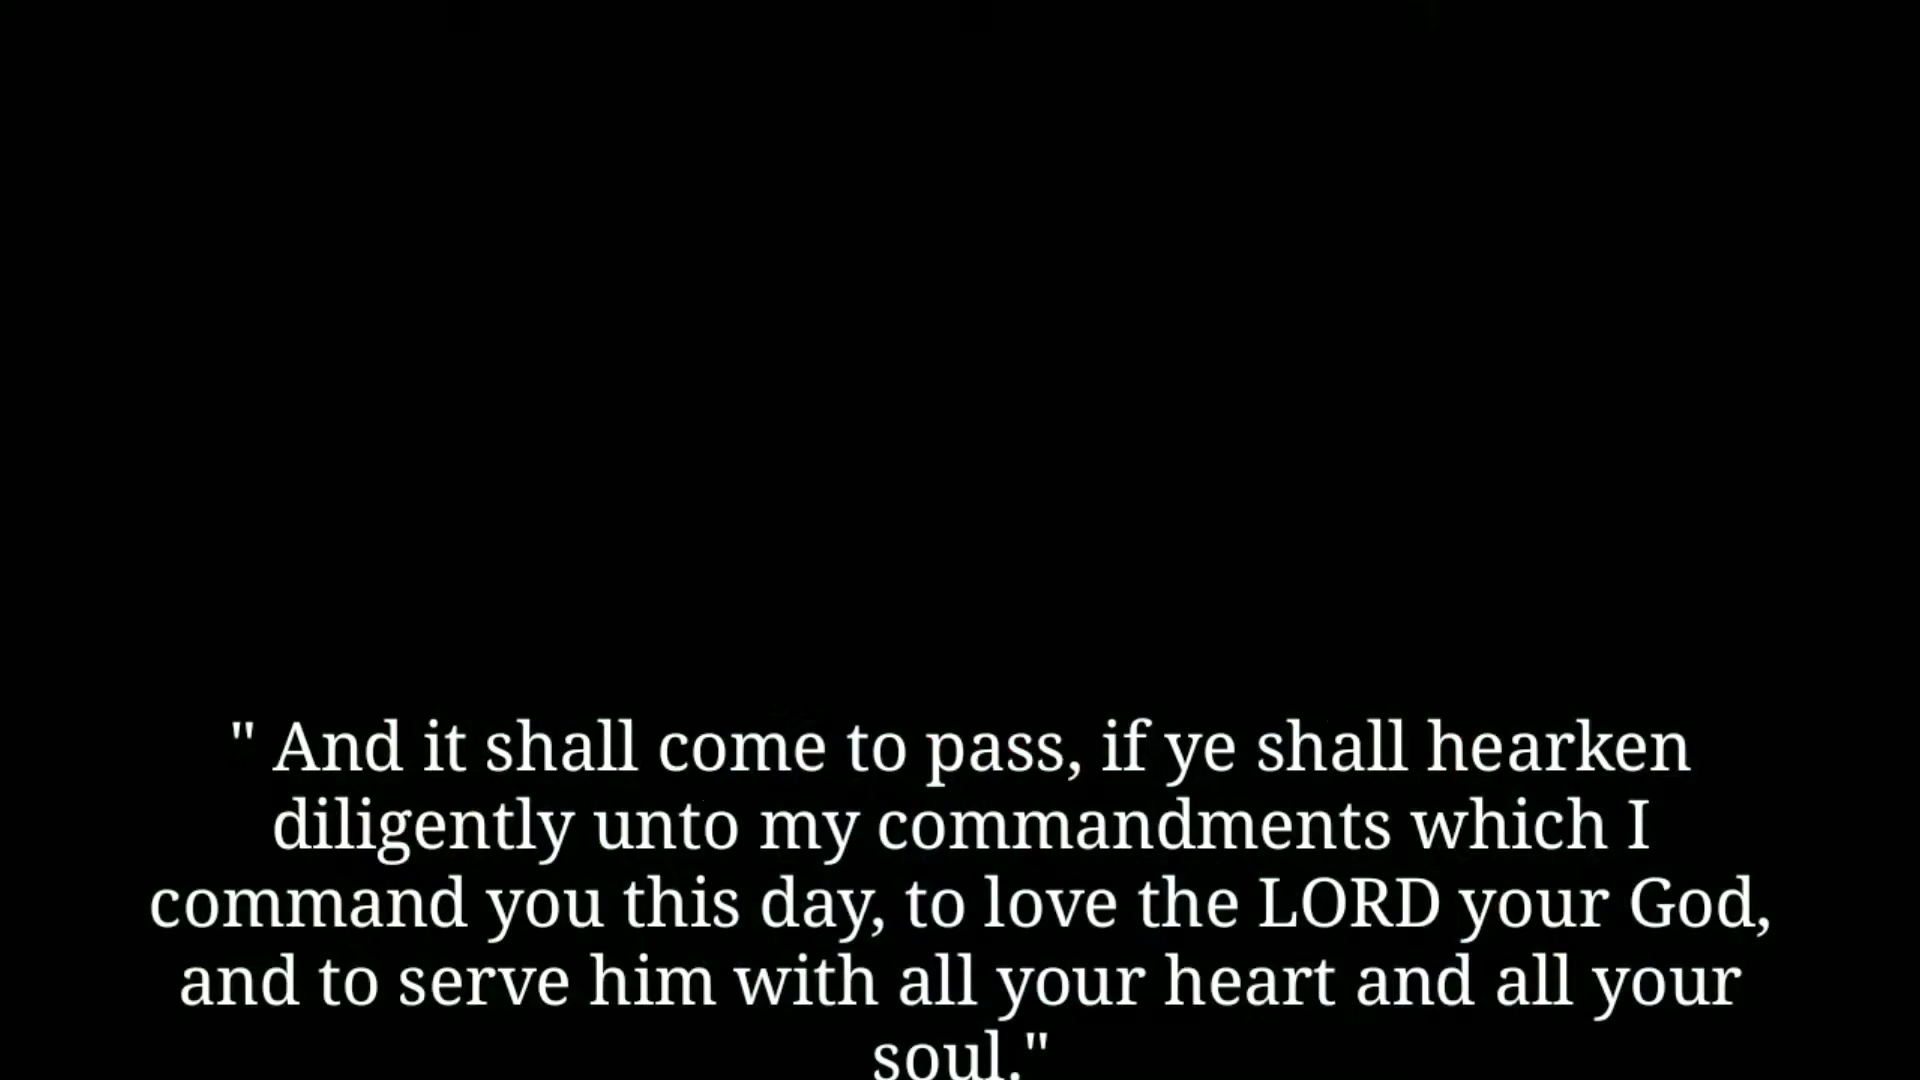 " And it shall come to pass, if ye shall hearken
diligently unto my commandments which I
command you this day, to love the LORD your God,
and to serve him with all your heart and all your
soul."